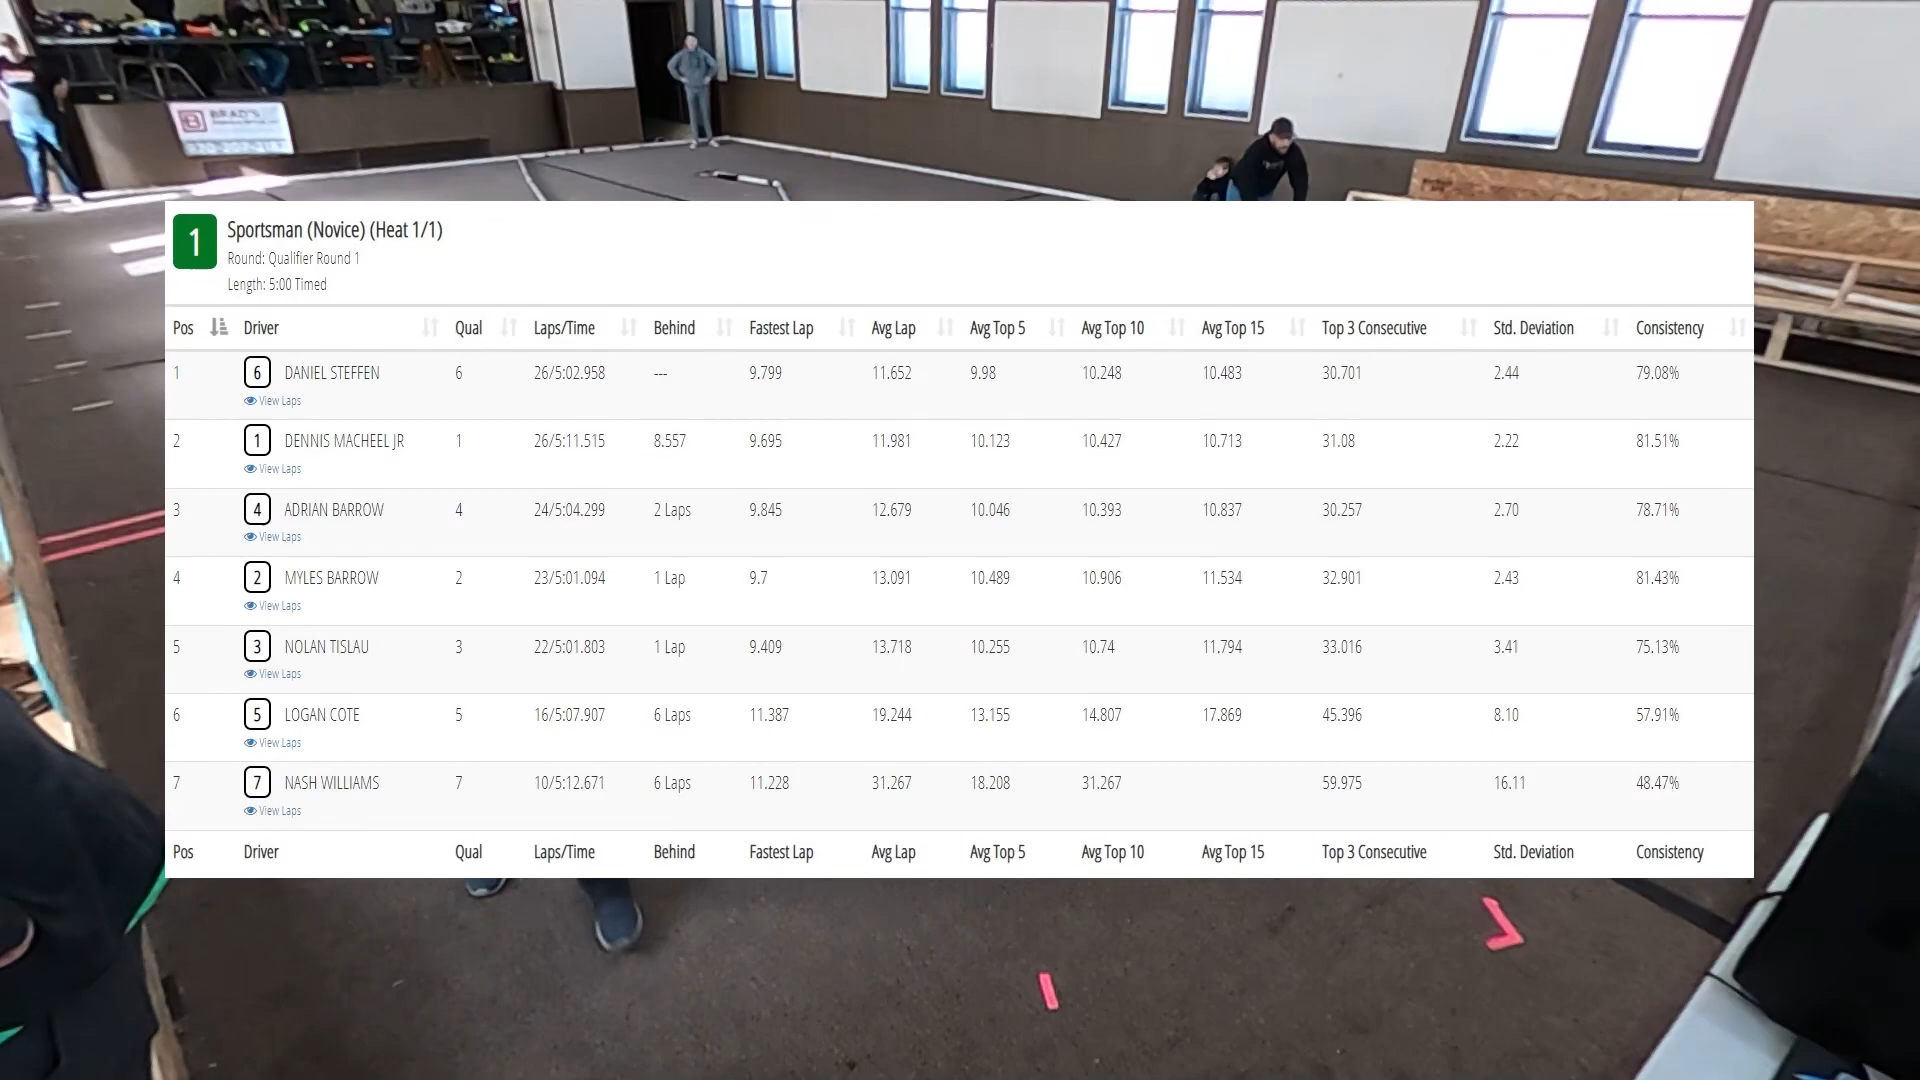 BRAD'S
320-207-2182
1
Sportsman (Novice) (Heat 1/1)
Round: Qualifier Round 1
Length: 5:00 Timed
Pos Driver Qual Laps/Time Behind Fastest Lap Avg Lap Avg Top 5 Avg Top 10 Avg Top 15 Top 3 Consecutive Std. Deviation Consistency
1 6 DANIEL STEFFEN 6 26/5:02.958 --- 9.799 11.652 9.98 10.248 10.483 30.701 2.44 79.08%
View Laps
2 1 DENNIS MACHEEL JR 1 26/5:11.515 8.557 9.695 11.981 10.123 10.427 10.713 31.08 2.22 81.51%
View Laps
3 4 ADRIAN BARROW 4 24/5:04.299 2 Laps 9.845 12.679 10.046 10.393 10.837 30.257 2.70 78.71%
View Laps
4 2 MYLES BARROW 2 23/5:01.094 1 Lap 9.7 13.091 10.489 10.906 11.534 32.901 2.43 81.43%
View Laps
5 3 NOLAN TISLAU 3 22/5:01.803 1 Lap 9.409 13.718 10.255 10.74 11.794 33.016 3.41 75.13%
View Laps
6 5 LOGAN COTE 5 16/5:07.907 6 Laps 11.387 19.244 13.155 14.807 17.869 45.396 8.10 57.91%
View Laps
7 7 NASH WILLIAMS 7 10/5:12.671 6 Laps 11.228 31.267 18.208 31.267 59.975 16.11 48.47%
View Laps
Pos Driver Qual Laps/Time Behind Fastest Lap Avg Lap Avg Top 5 Avg Top 10 Avg Top 15 Top 3 Consecutive Std. Deviation Consistency